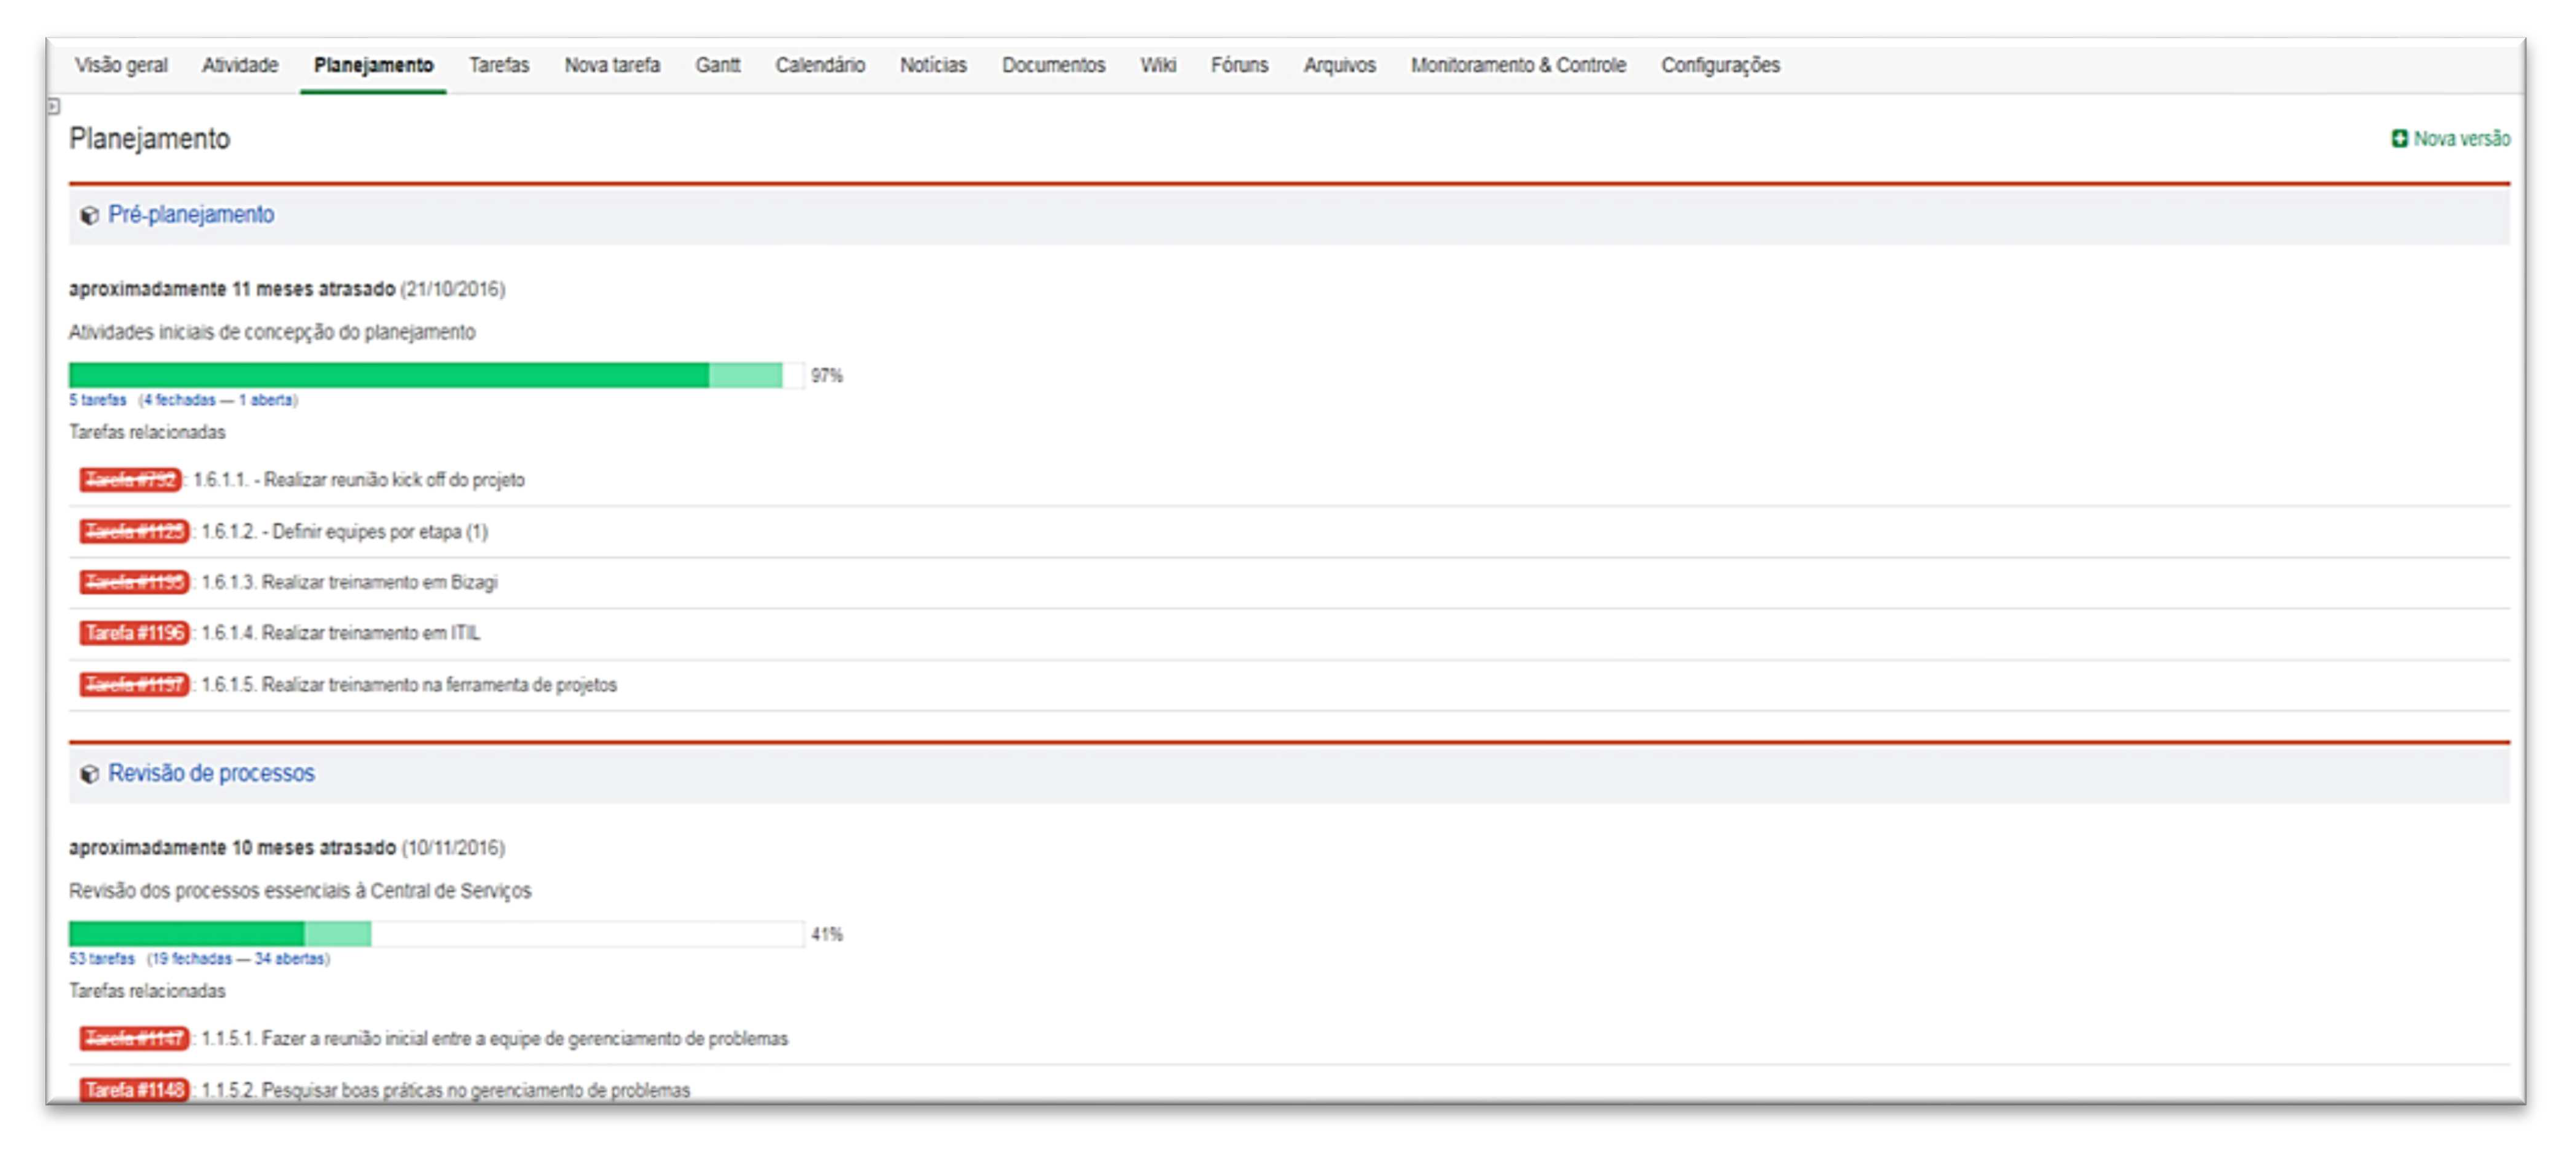 Visão geral Atividade Planejamento Tarefas Nova tarefa Gantt Calendário Notícias Documentos Wiki Fóruns Arquivos Monitoramento & Controle Configurações
Planejamento
Nova versão
Pré-planejamento
aproximadamente 11 meses atrasado (21/10/2016)
Atividades iniciais de concepção do planejamento
97%
5 tarefas (4 fechadas — 1 aberta)
Tarefas relacionadas
Tarefa #792: 1.6.1.1. - Realizar reunião kick off do projeto
Tarefa #1125: 1.6.1.2. - Definir equipes por etapa (1)
Tarefa #1195: 1.6.1.3. Realizar treinamento em Bizagi
Tarefa #1196: 1.6.1.4. Realizar treinamento em ITIL
Tarefa #1197: 1.6.1.5. Realizar treinamento na ferramenta de projetos
Revisão de processos
aproximadamente 10 meses atrasado (10/11/2016)
Revisão dos processos essenciais à Central de Serviços
41%
53 tarefas (19 fechadas — 34 abertas)
Tarefas relacionadas
Tarefa #1147: 1.1.5.1. Fazer a reunião inicial entre a equipe de gerenciamento de problemas
Tarefa #1148: 1.1.5.2. Pesquisar boas práticas no gerenciamento de problemas